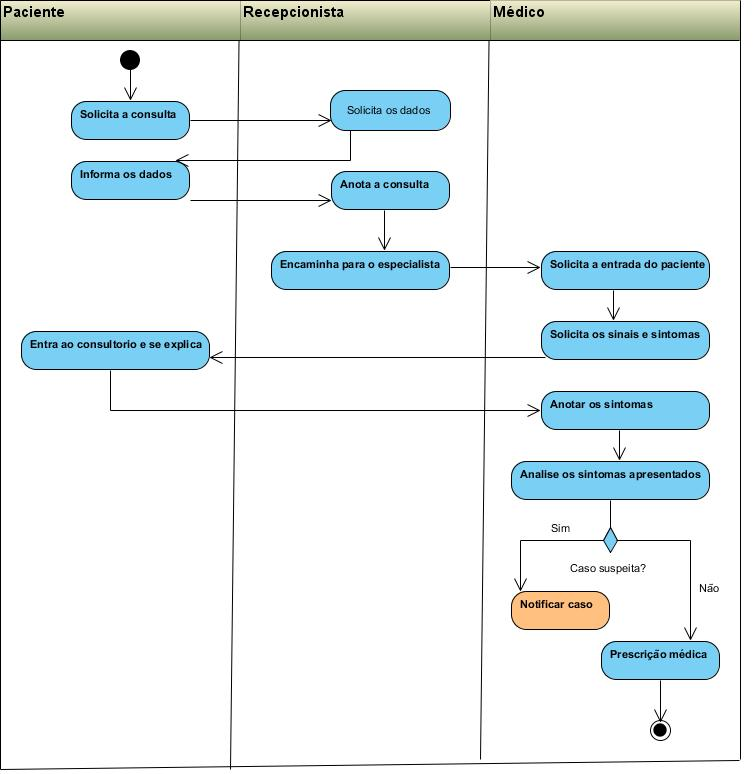 Paciente
Recepcionista
Médico
Solicita a consulta
Solicita os dados
Informa os dados
Anota a consulta
Encaminha para o especialista
Solicita a entrada do paciente
Solicita os sinais e sintomas
Entra ao consultorio e se explica
Anotar os sintomas
Analise os sintomas apresentados
Sim
Caso suspeita?
Não
Notificar caso
Prescrição médica